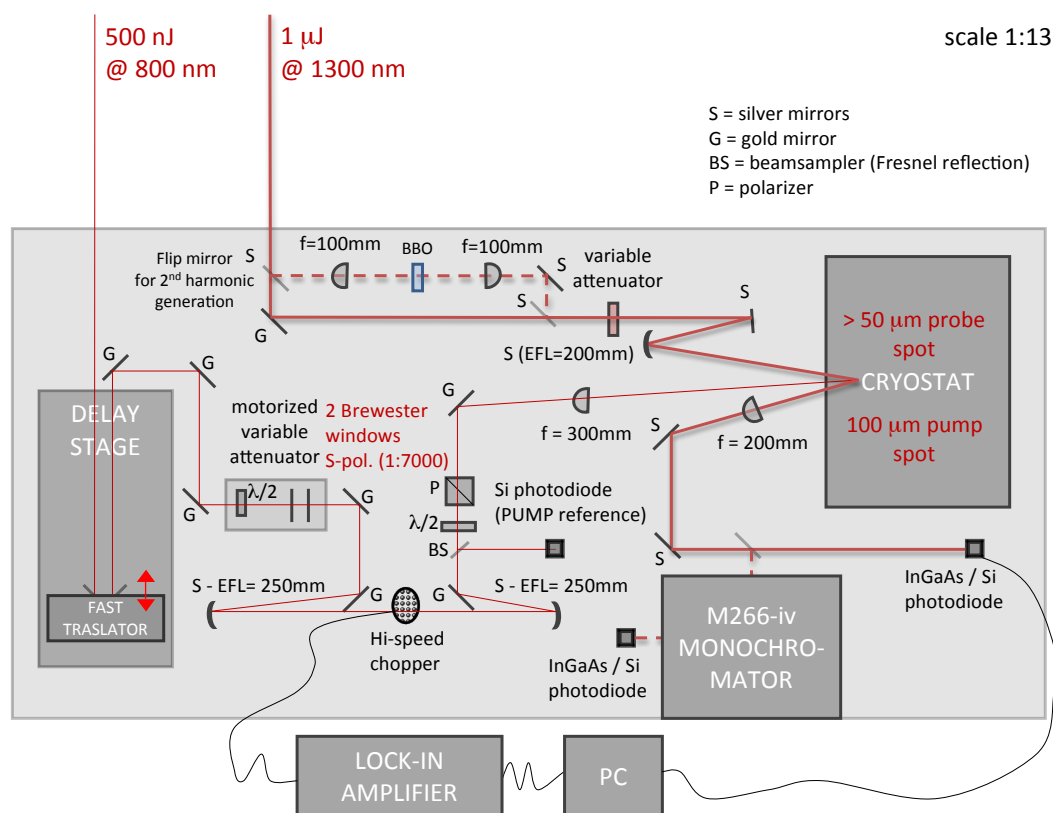 500 nJ
@ 800 nm
1 μJ
@ 1300 nm
scale 1:13
S = silver mirrors
G = gold mirror
BS = beamsampler (Fresnel reflection)
P = polarizer
Flip mirror
for 2nd harmonic
generation
S
f=100mm
BBO
f=100mm
S
variable
attenuator
G
S
S
S (EFL=200mm)
> 50 μm probe
spot
CRYOSTAT
100 μm pump
spot
G
G
DELAY
STAGE
G
motorized
variable
attenuator
2 Brewester
windows
S-pol. (1:7000)
λ/2
G
G
f = 300mm
S
f = 200mm
P
λ/2
BS
Si photodiode
(PUMP reference)
S
InGaAs / Si
photodiode
FAST
TRASLATOR
S - EFL= 250mm
G
G
S - EFL= 250mm
Hi-speed
chopper
InGaAs / Si
photodiode
M266-iv
MONOCHRO-
MATOR
LOCK-IN
AMPLIFIER
PC